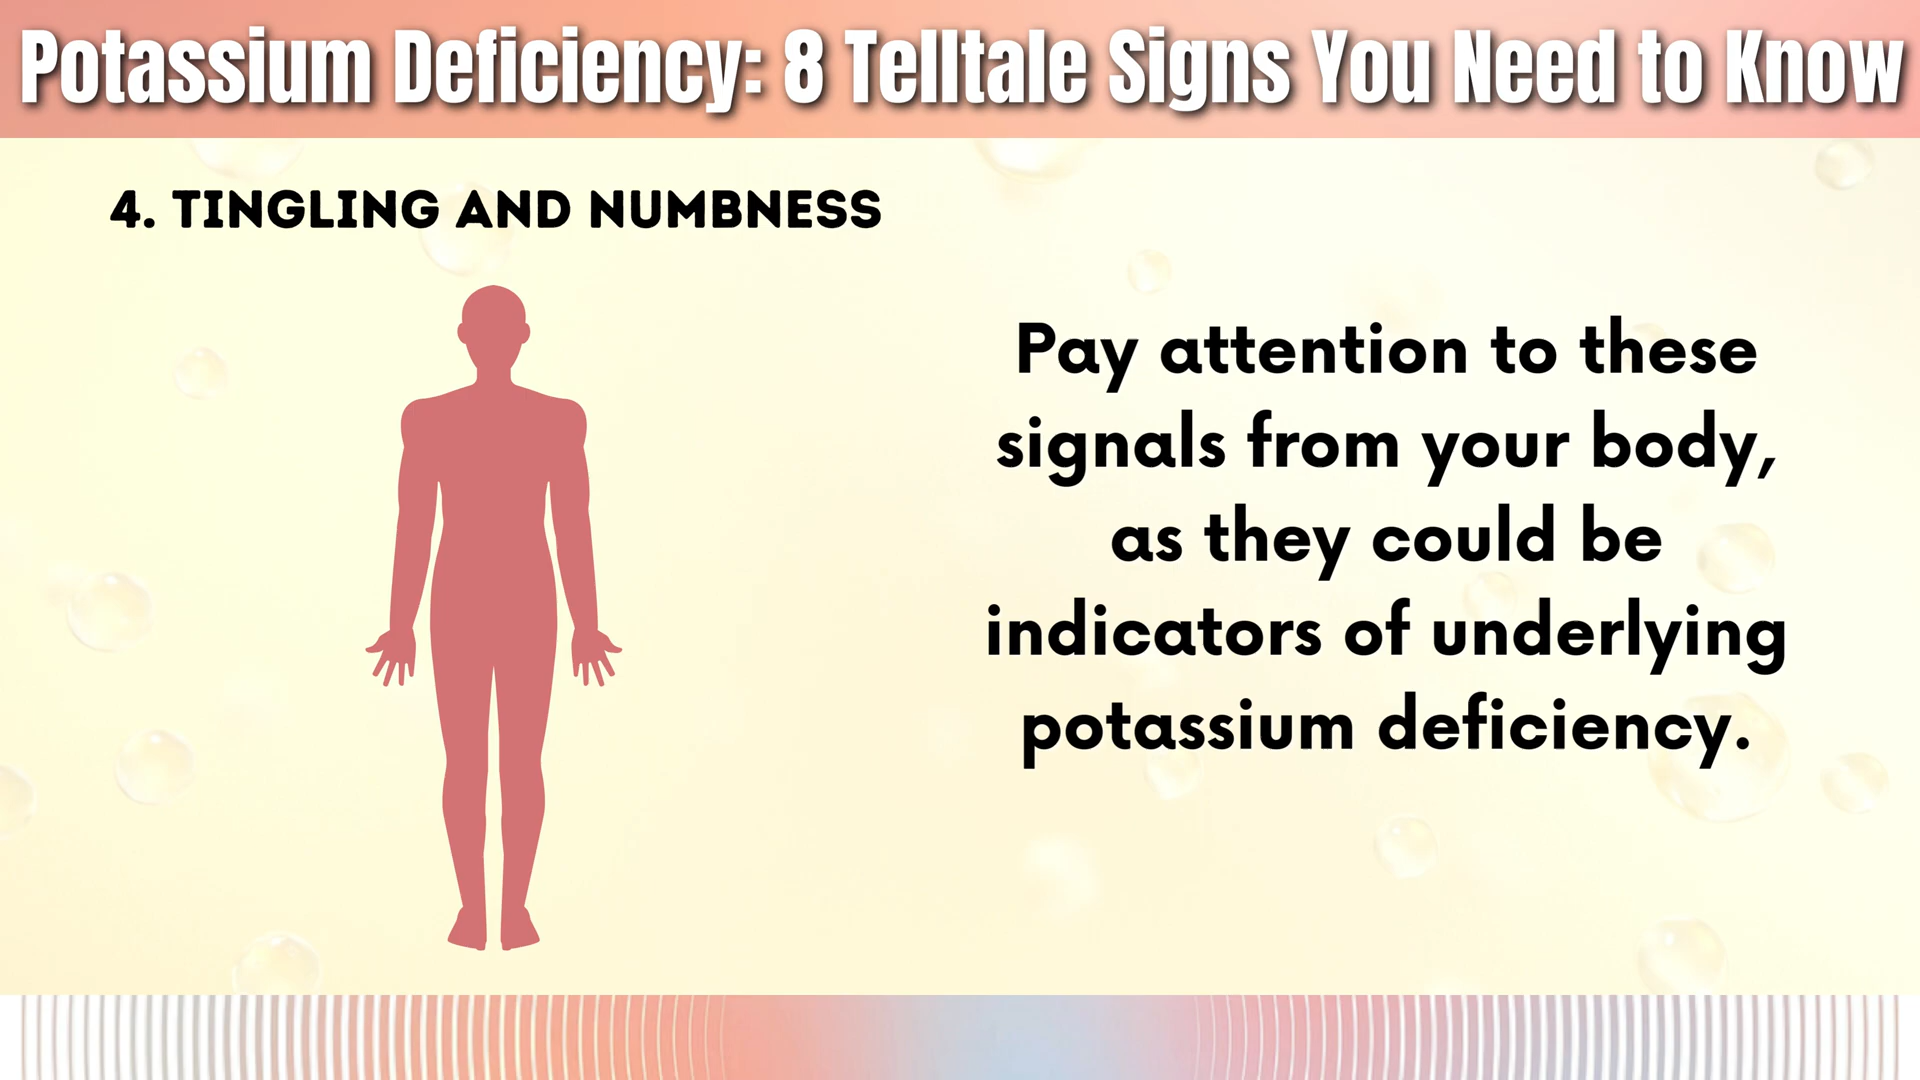 Potassium Deficiency: 8 Telltale Signs You Need to Know
4. TINGLING AND NUMBNESS
Pay attention to these
signals from your body,
as they could be
indicators of underlying
potassium deficiency.